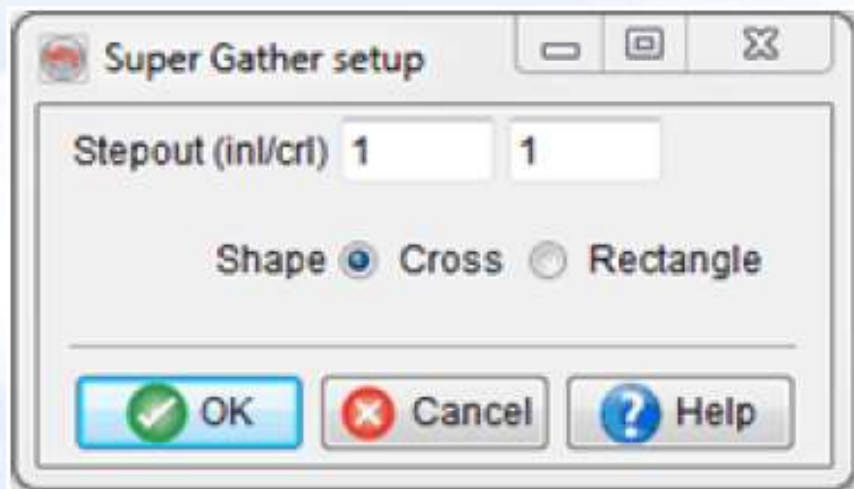 Super Gather setup
Stepout (inl/crl) 1 1
Shape Cross Rectangle
OK Cancel Help